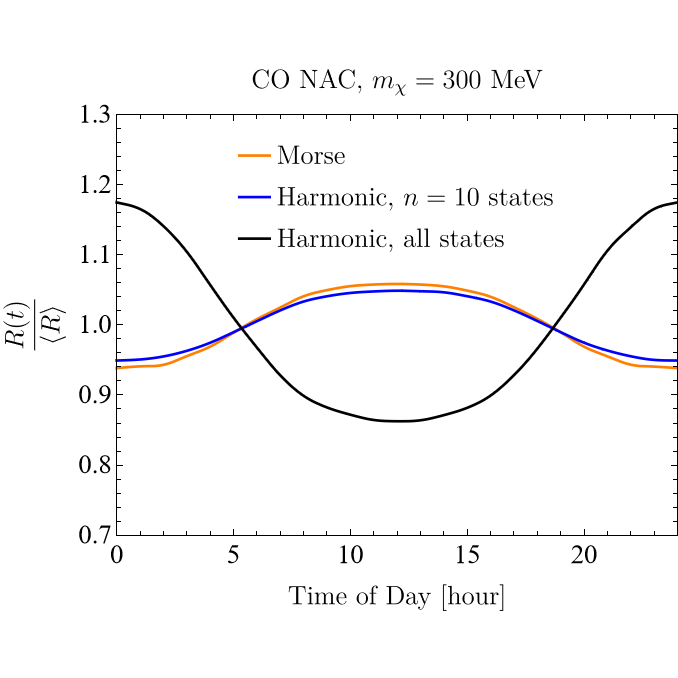 CO NAC, m_χ = 300 MeV
1.3
1.2
1.1
1.0
0.9
0.8
0.7
R(t)
⟨R⟩
Morse
Harmonic, n = 10 states
Harmonic, all states
0 5 10 15 20
Time of Day [hour]